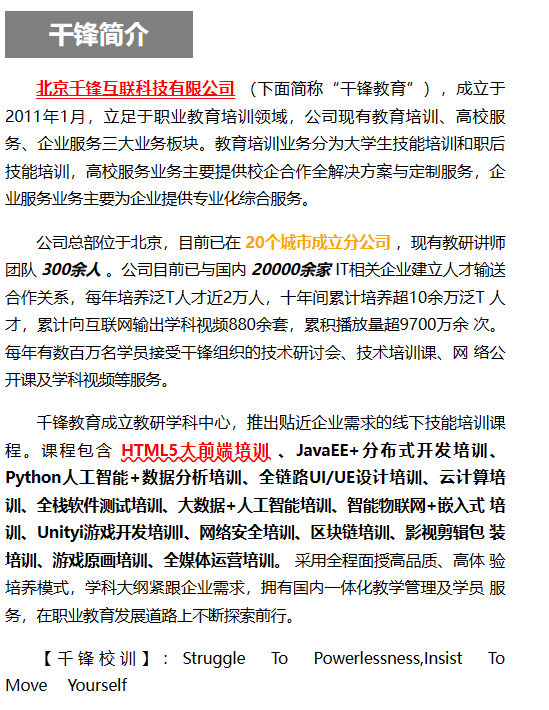 千锋简介
北京千锋互联科技有限公司 （下面简称“干锋教育”），成立于
2011年1月，立足于职业教育培训领域，公司现有教育培训、高校服
务、企业服务三大业务板块。教育培训业务分为大学生技能培训和职后
技能培训，高校服务业务主要提供校企合作全解决方案与定制服务，企
业服务业务主要为企业提供专业化综合服务。
公司总部位于北京，目前已在 20个城市成立分公司 ，现有教研讲师
团队 300余人 。公司目前已与国内 20000余家 IT相关企业建立人才输送
合作关系，每年培养泛T人才近2万人，十年间累计培养超10余万泛T 人
才，累计向互联网输出学科视频880余套，累积播放量超9700万余 次。
每年有数百万名学员接受干锋组织的技术研讨会、技术培训课、网 络公
开课及学科视频等服务。
千锋教育成立教研学科中心，推出贴近企业需求的线下技能培训课
程。课程包含 HTML5大前端培训 、JavaEE+分布式开发培训、
Python人工智能+数据分析培训、全链路UI/UE设计培训、云计算培
训、全栈软件测试培训、大数据+人工智能培训、智能物联网+嵌入式 培
训、Unityi游戏开发培训l、网络安全培训、区块链培训、影视剪辑包 装
培训、游戏原画培训、全媒体运营培训。 采用全程面授高品质、高体 验
培养模式，学科大纲紧跟企业需求，拥有国内一体化教学管理及学员 服
务，在职业教育发展道路上不断探索前行。
【千锋校训】：Struggle To Powerlessness,Insist To
Move Yourself